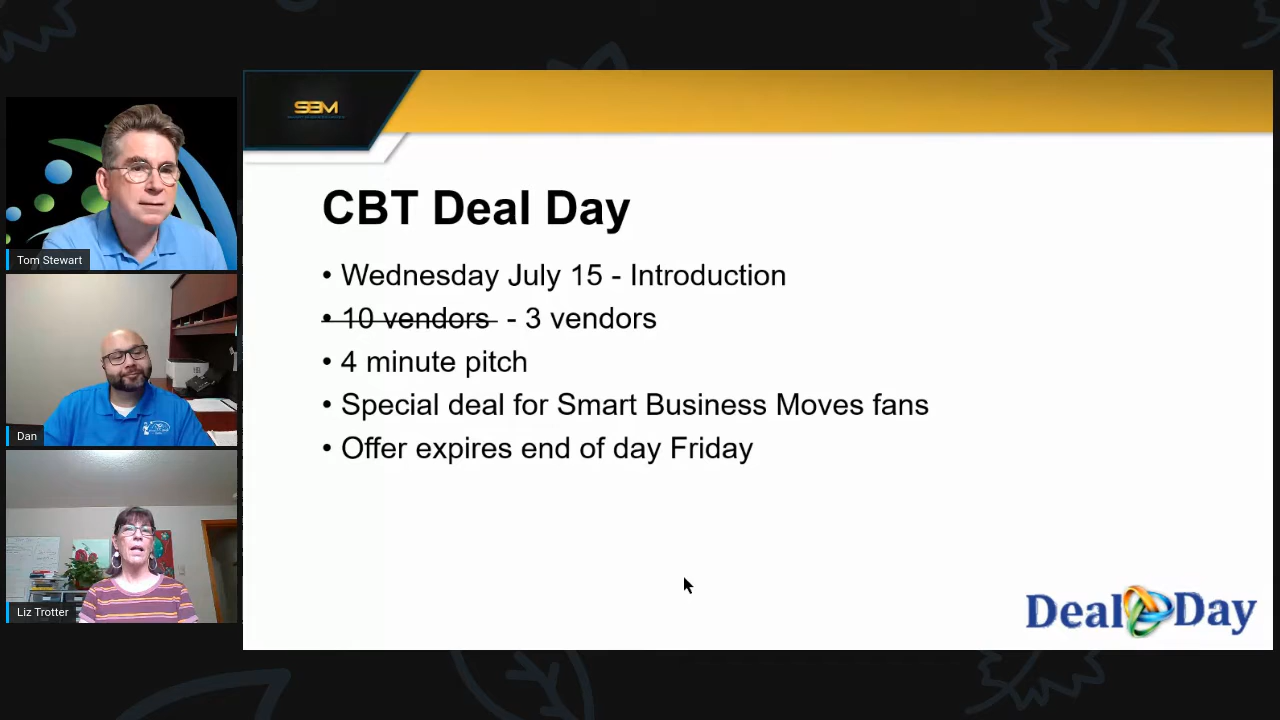 SBM
CBT Deal Day
• Wednesday July 15 - Introduction
• 10 vendors - 3 vendors
• 4 minute pitch
• Special deal for Smart Business Moves fans
• Offer expires end of day Friday
Tom Stewart
Dan
Liz Trotter
Deal Day